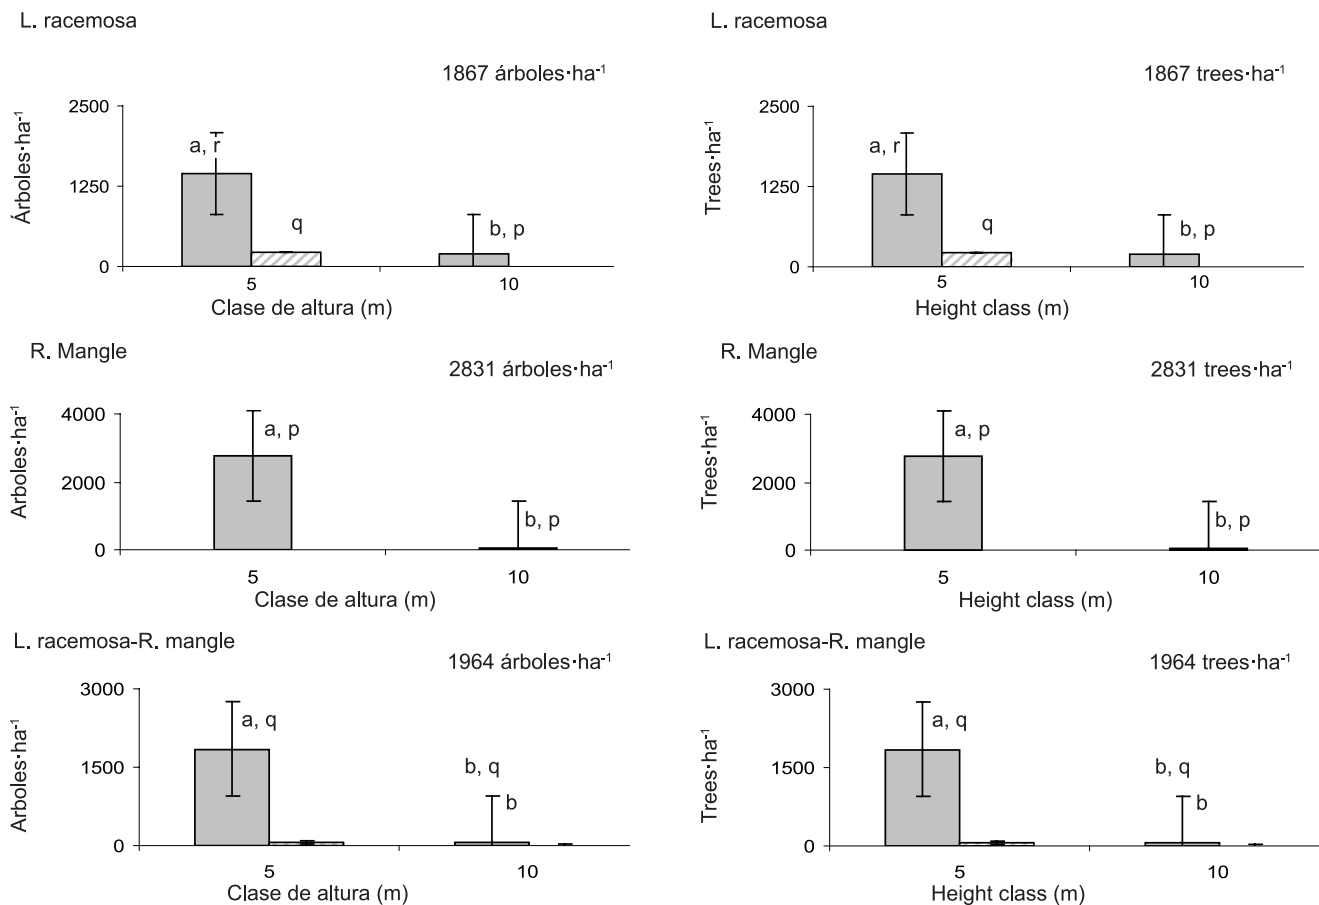 L. racemosa
1867 árboles·ha⁻¹
Árboles·ha⁻¹
2500
1250
0
a, r
q
b, p
5
10
Clase de altura (m)
R. Mangle
2831 árboles·ha⁻¹
Arboles·ha⁻¹
4000
2000
0
a, p
b, p
5
10
Clase de altura (m)
L. racemosa-R. mangle
1964 árboles·ha⁻¹
Arboles·ha⁻¹
3000
1500
0
a, q
b, q
b
5
10
Clase de altura (m)
L. racemosa
1867 trees·ha⁻¹
Trees·ha⁻¹
2500
1250
0
a, r
q
b, p
5
10
Height class (m)
R. Mangle
2831 trees·ha⁻¹
Trees·ha⁻¹
4000
2000
0
a, p
b, p
5
10
Height class (m)
L. racemosa-R. mangle
1964 trees·ha⁻¹
Trees·ha⁻¹
3000
1500
0
a, q
b, q
b
5
10
Height class (m)